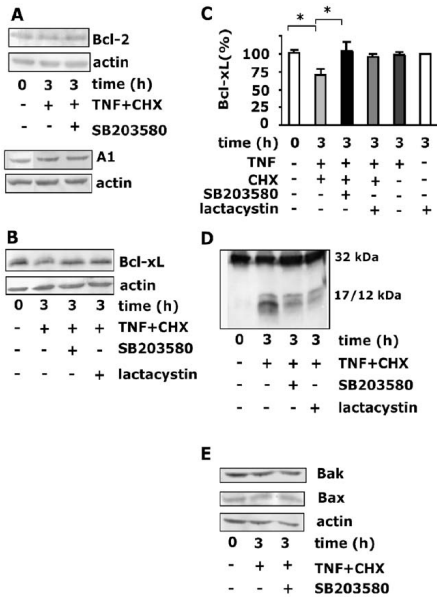 A
Bcl-2
actin
0 3 3 time (h)
- + + TNF+CHX
- - + SB203580
A1
actin
B
Bcl-xL
actin
0 3 3 3 time (h)
- + + + TNF+CHX
- - + - SB203580
- - - + lactacystin
C
* *
Bcl-xL(%)
100
75
50
25
0 3 3 3 3 3 time (h)
- + + + + - TNF
- + + + - - CHX
- - + - - - SB203580
- - - + - + lactacystin
D
32 kDa
17/12 kDa
0 3 3 3 time (h)
- + + + TNF+CHX
- - + - SB203580
- - - + lactacystin
E
Bak
Bax
actin
0 3 3 time (h)
- + + TNF+CHX
- - + SB203580